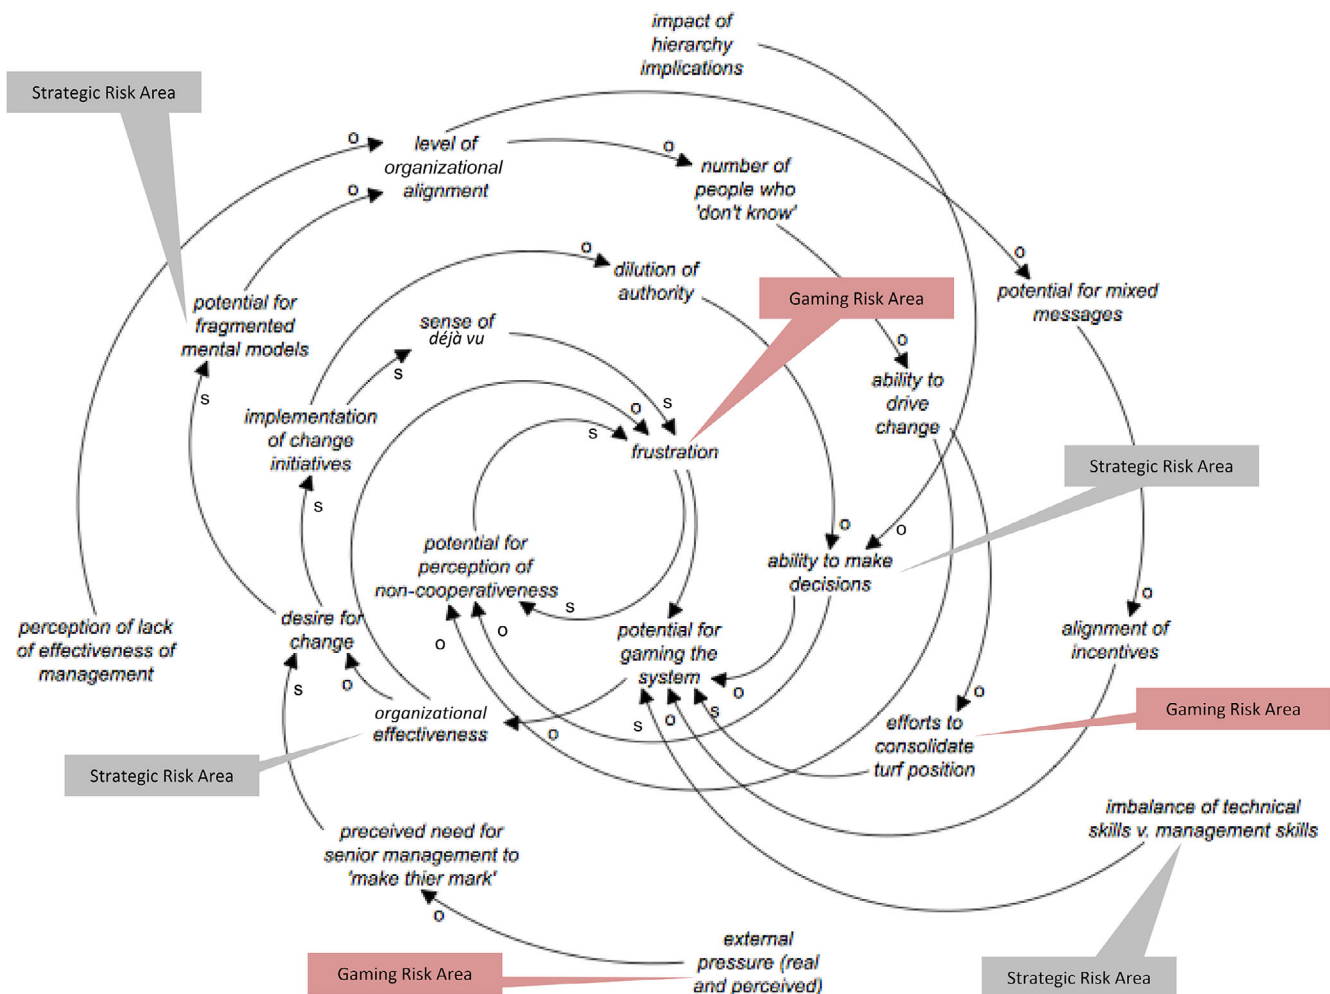 impact of
hierarchy
implications
Strategic Risk Area
o
level of
organizational
alignment
o
o
number of
people who
'don't know'
o
dilution of
authority
o
potential for mixed
messages
Gaming Risk Area
potential for
fragmented
mental models
sense of
déjà vu
s
o
ability to
drive
change
s
implementation
of change
initiatives
s
o
s
frustration
s
Strategic Risk Area
s
o
o
potential for
perception of
non-cooperativeness
ability to make
decisions
s
o
desire for
change
perception of lack
of effectiveness of
management
o
o
potential for
gaming the
system
alignment of
incentives
s
o
o
o
organizational
effectiveness
o
s
o
s
efforts to
consolidate
turf position
Gaming Risk Area
Strategic Risk Area
imbalance of technical
skills v. management skills
preceived need for
senior management to
'make thier mark'
o
external
pressure (real
and perceived)
Gaming Risk Area
Strategic Risk Area